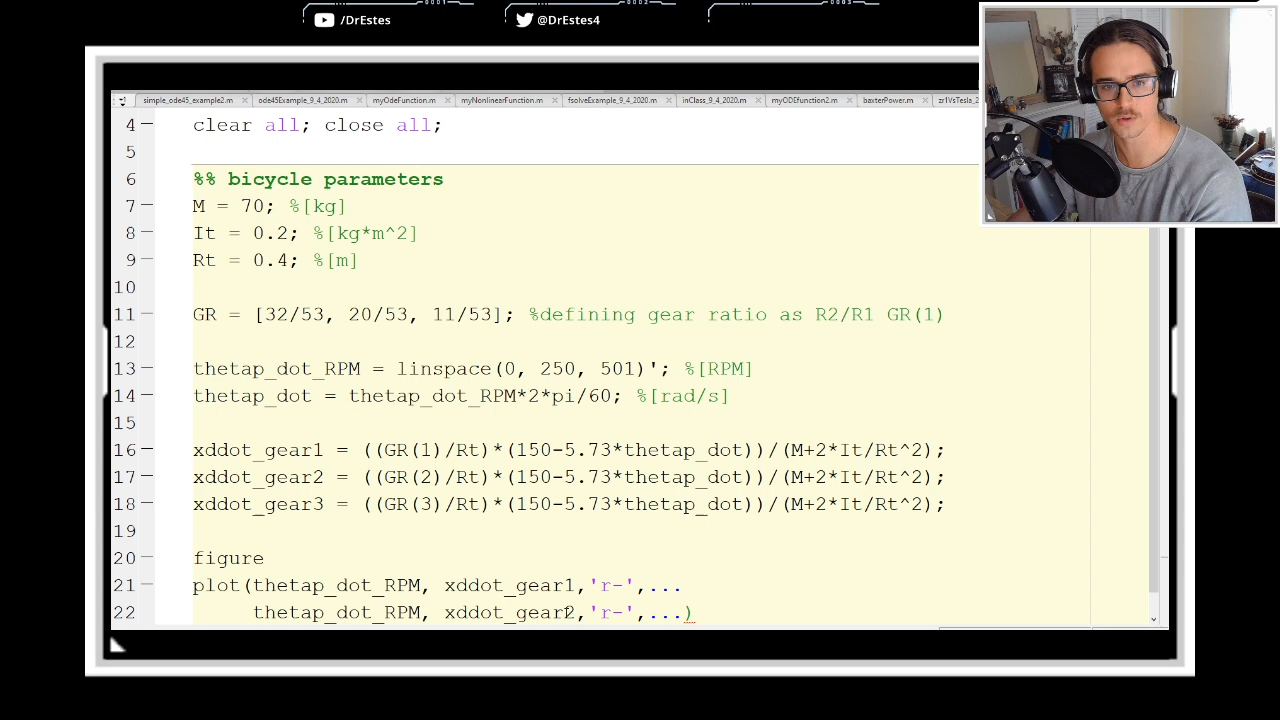 0001 0002 0003
/DrEstes @DrEstes4
simple_ode45_example2.m ode45Example_9_4_2020.m myOdeFunction.m myNonlinearFunction.m fsolveExample_9_4_2020.m inClass_9_4_2020.m myODEfunction2.m baxterPower.m zr1VsTesla_2
4 clear all; close all;
5
6 %% bicycle parameters
7 M = 70; %[kg]
8 It = 0.2; %[kg*m^2]
9 Rt = 0.4; %[m]
10
11 GR = [32/53, 20/53, 11/53]; %defining gear ratio as R2/R1 GR(1)
12
13 thetap_dot_RPM = linspace(0, 250, 501)'; %[RPM]
14 thetap_dot = thetap_dot_RPM*2*pi/60; %[rad/s]
15
16 xddot_gear1 = ((GR(1)/Rt)*(150-5.73*thetap_dot))/(M+2*It/Rt^2);
17 xddot_gear2 = ((GR(2)/Rt)*(150-5.73*thetap_dot))/(M+2*It/Rt^2);
18 xddot_gear3 = ((GR(3)/Rt)*(150-5.73*thetap_dot))/(M+2*It/Rt^2);
19
20 figure
21 plot(thetap_dot_RPM, xddot_gear1,'r-',...
22 thetap_dot_RPM, xddot_gear2,'r-',...)